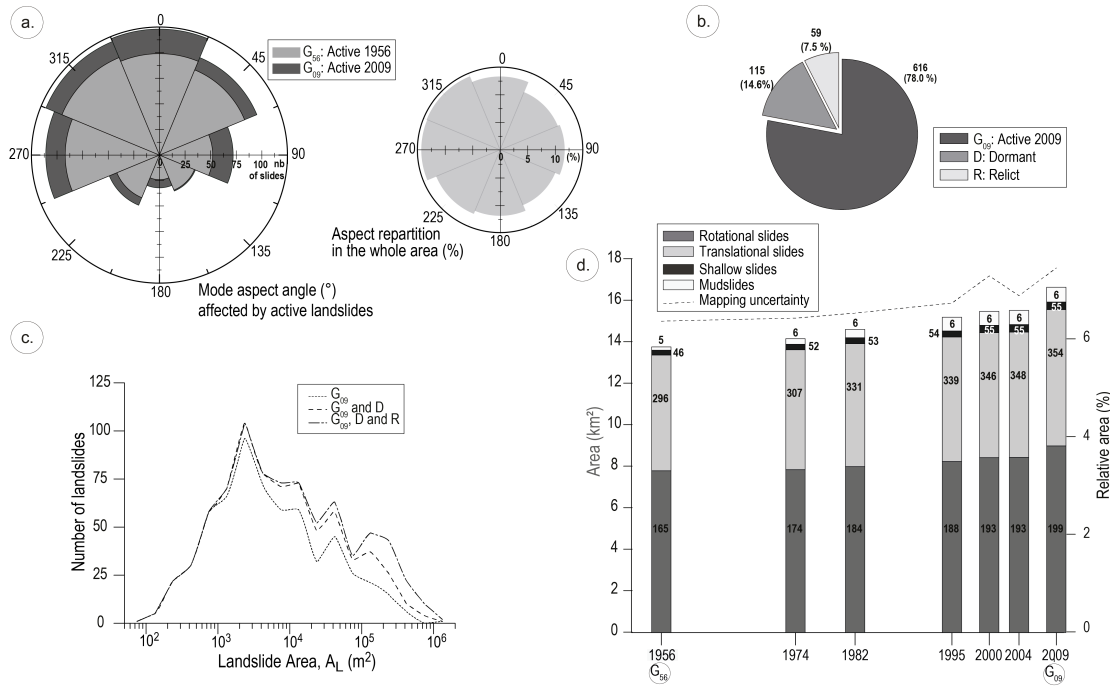 a.
0
45
90
135
180
225
270
315
G56: Active 1956
G09: Active 2009
0 25 50 75 100 nb
of slides
Mode aspect angle (°)
affected by active landslides
0
45
90
135
180
225
270
315
0 5 10 (%)
Aspect repartition
in the whole area (%)
b.
59
(7.5 %)
115
(14.6%)
616
(78.0 %)
G09: Active 2009
D: Dormant
R: Relict
c.
Number of landslides
125
100
75
50
25
0
G09
G09 and D
G09, D and R
10² 10³ 10⁴ 10⁵ 10⁶
Landslide Area, AL (m²)
d.
Rotational slides
Translational slides
Shallow slides
Mudslides
Mapping uncertainty
Area (km²)
18
16
14
12
10
8
6
4
2
0
Relative area (%)
6
4
2
0
5 46 296 165
6 52 307 174
6 53 331 184
6 54 339 188
6 55 346 193
6 55 348 193
6 55 354 199
1956 1974 1982 1995 2000 2004 2009
G56 G09